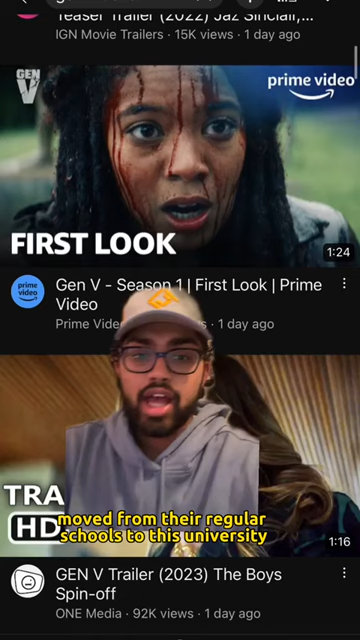 Teaser Trailer (2022) Jaz Sinclair,...
IGN Movie Trailers · 15K views · 1 day ago
GEN V
prime video
FIRST LOOK
1:24
prime video
Gen V - Season 1 | First Look | Prime
Video
Prime Vide
s · 1 day ago
TRA
HD
moved from their regular
schools to this university
1:16
GEN V Trailer (2023) The Boys
Spin-off
ONE Media · 92K views · 1 day ago